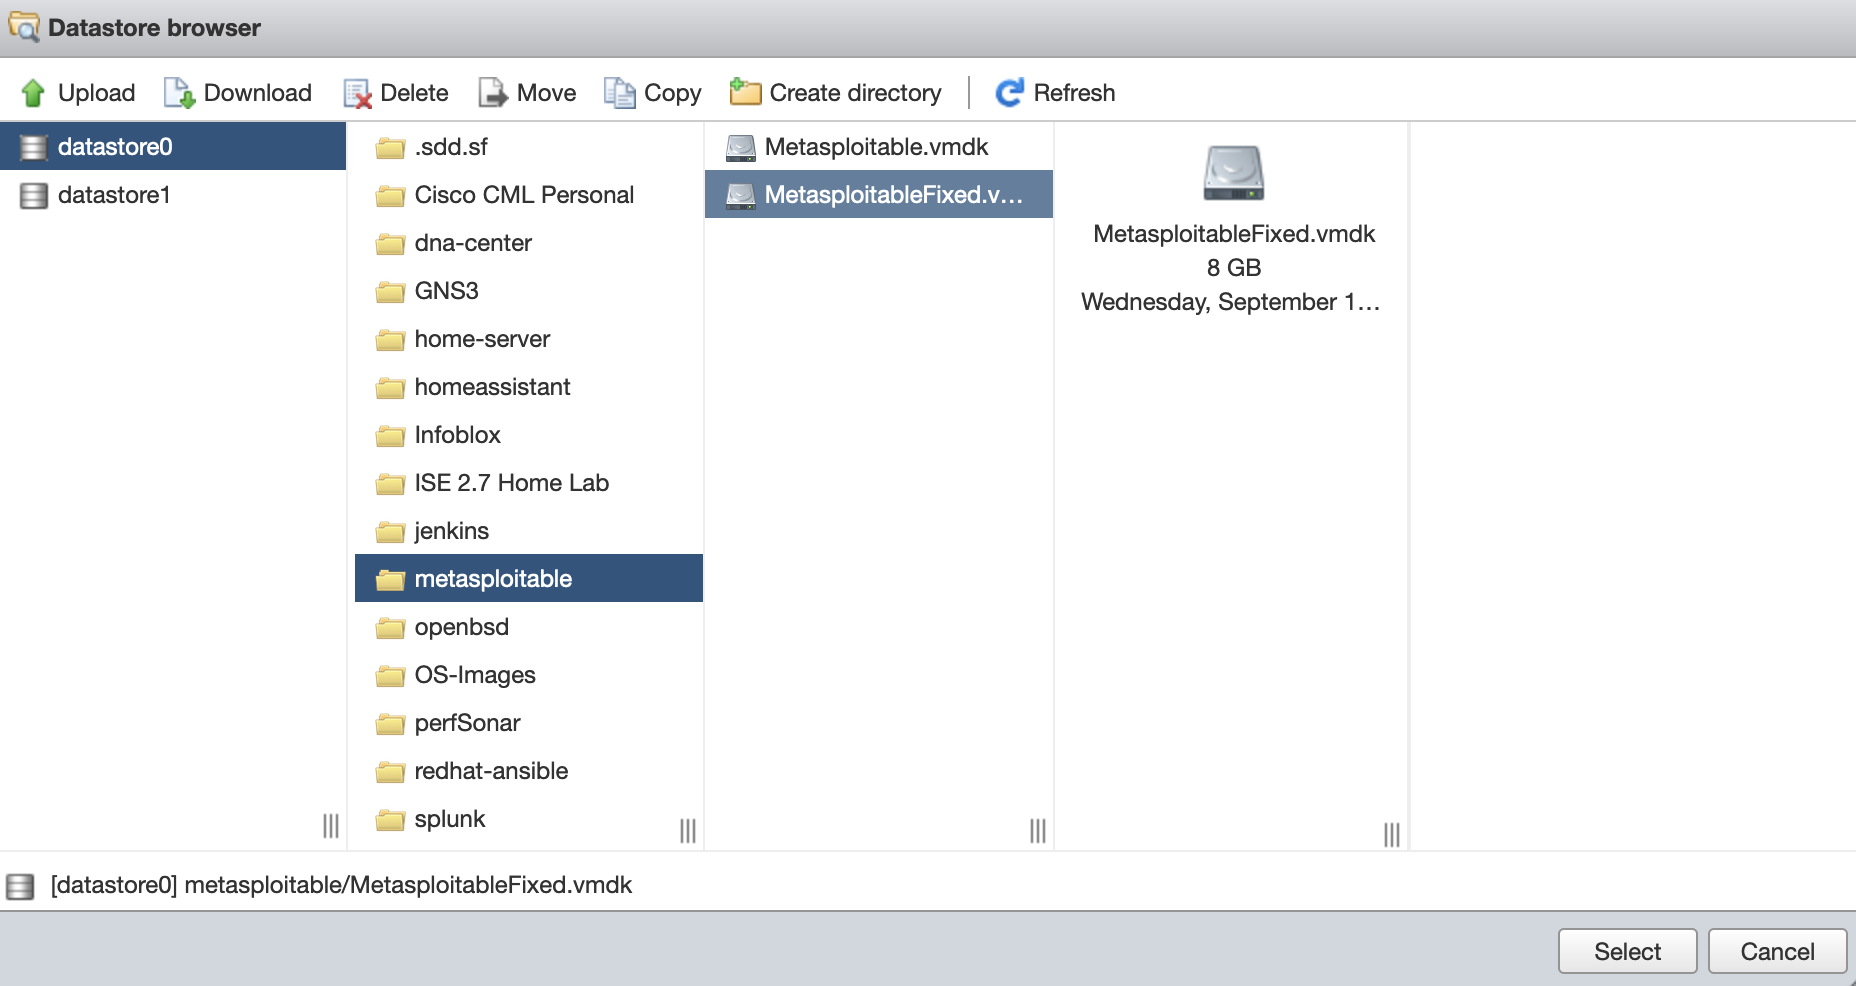 Datastore browser
Upload Download Delete Move Copy Create directory Refresh
datastore0
datastore1
.sdd.sf
Cisco CML Personal
dna-center
GNS3
home-server
homeassistant
Infoblox
ISE 2.7 Home Lab
jenkins
metasploitable
openbsd
OS-Images
perfSonar
redhat-ansible
splunk
Metasploitable.vmdk
MetasploitableFixed.v...
MetasploitableFixed.vmdk
8 GB
Wednesday, September 1...
[datastore0] metasploitable/MetasploitableFixed.vmdk
Select Cancel